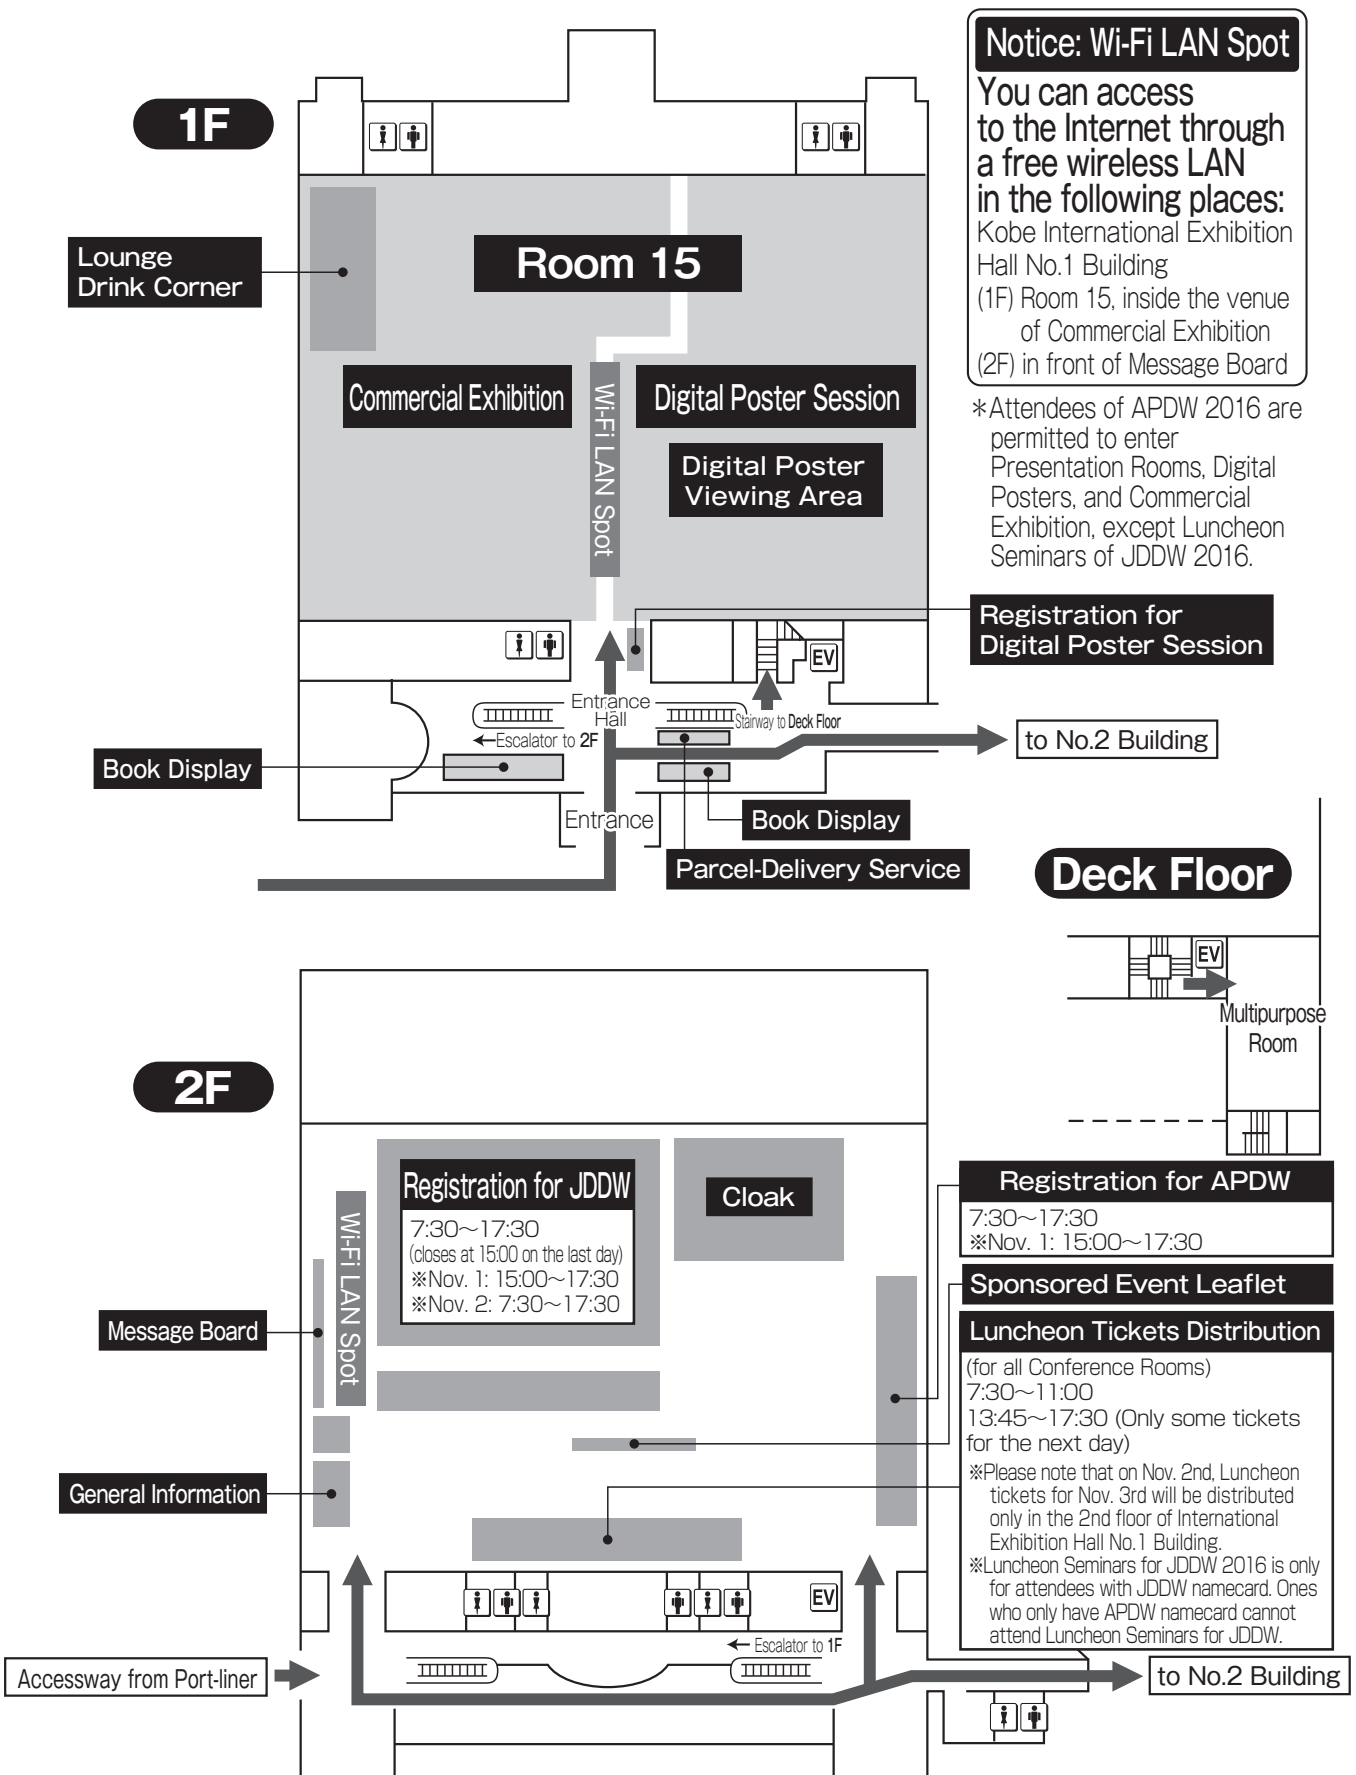 1F
Lounge
Drink Corner
Room 15
Commercial Exhibition
Wi-Fi LAN Spot
Digital Poster Session
Digital Poster
Viewing Area
Notice: Wi-Fi LAN Spot
You can access
to the Internet through
a free wireless LAN
in the following places:
Kobe International Exhibition
Hall No.1 Building
(1F) Room 15, inside the venue
of Commercial Exhibition
(2F) in front of Message Board
＊Attendees of APDW 2016 are
permitted to enter
Presentation Rooms, Digital
Posters, and Commercial
Exhibition, except Luncheon
Seminars of JDDW 2016.
Registration for
Digital Poster Session
EV
Entrance
Hall
Stairway to Deck Floor
←Escalator to 2F
to No.2 Building
Book Display
Entrance
Book Display
Parcel-Delivery Service
Deck Floor
EV
Multipurpose
Room
2F
Registration for JDDW
7:30〜17:30
(closes at 15:00 on the last day)
※Nov. 1: 15:00〜17:30
※Nov. 2: 7:30〜17:30
Cloak
Wi-Fi LAN Spot
Message Board
General Information
Registration for APDW
7:30〜17:30
※Nov. 1: 15:00〜17:30
Sponsored Event Leaflet
Luncheon Tickets Distribution
(for all Conference Rooms)
7:30〜11:00
13:45〜17:30 (Only some tickets
for the next day)
※Please note that on Nov. 2nd, Luncheon
tickets for Nov. 3rd will be distributed
only in the 2nd floor of International
Exhibition Hall No.1 Building.
※Luncheon Seminars for JDDW 2016 is only
for attendees with JDDW namecard. Ones
who only have APDW namecard cannot
attend Luncheon Seminars for JDDW.
EV
← Escalator to 1F
Accessway from Port-liner
to No.2 Building